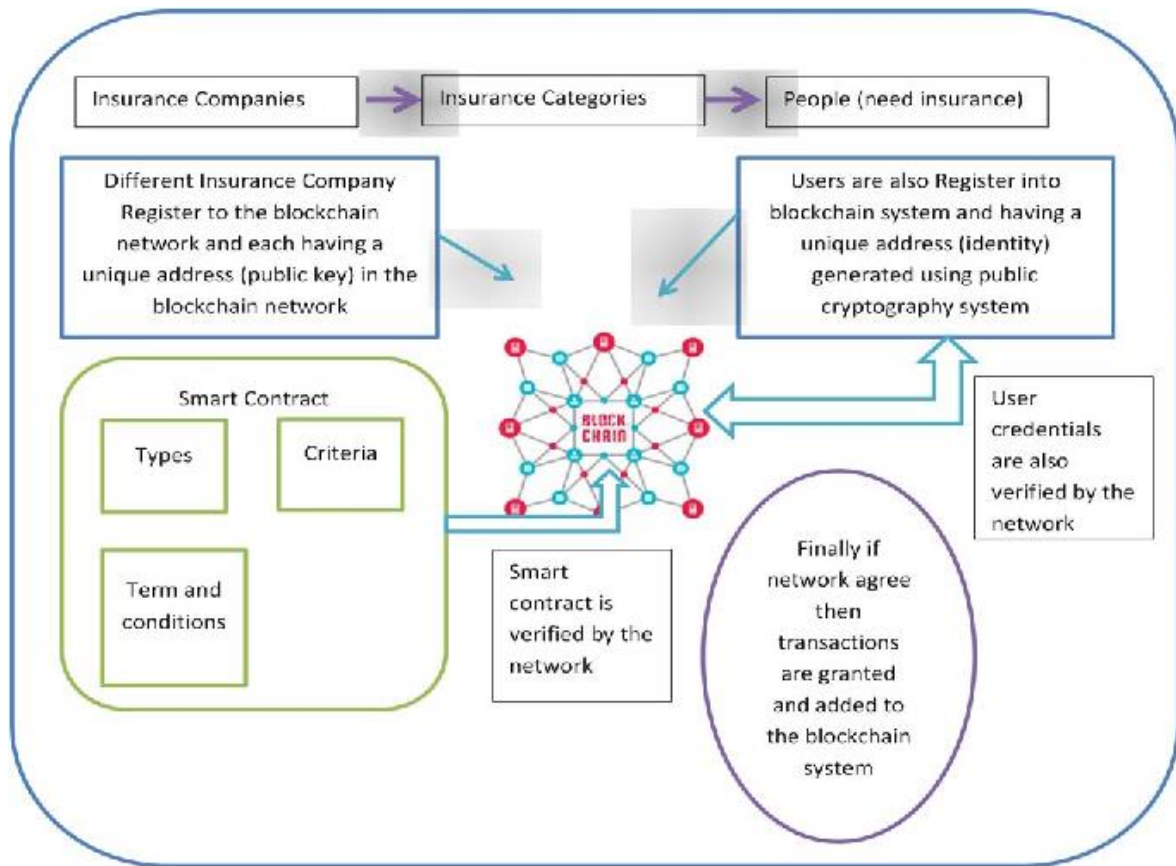 Insurance Companies
Insurance Categories
People (need insurance)
Different Insurance Company
Register to the blockchain
network and each having a
unique address (public key) in the
blockchain network
Users are also Register into
blockchain system and having a
unique address (identity)
generated using public
cryptography system
Smart Contract
Types
Criteria
Term and
conditions
BLOCK
CHAIN
Smart
contract is
verified by the
network
User
credentials
are also
verified by the
network
Finally if
network agree
then
transactions
are granted
and added to
the blockchain
system